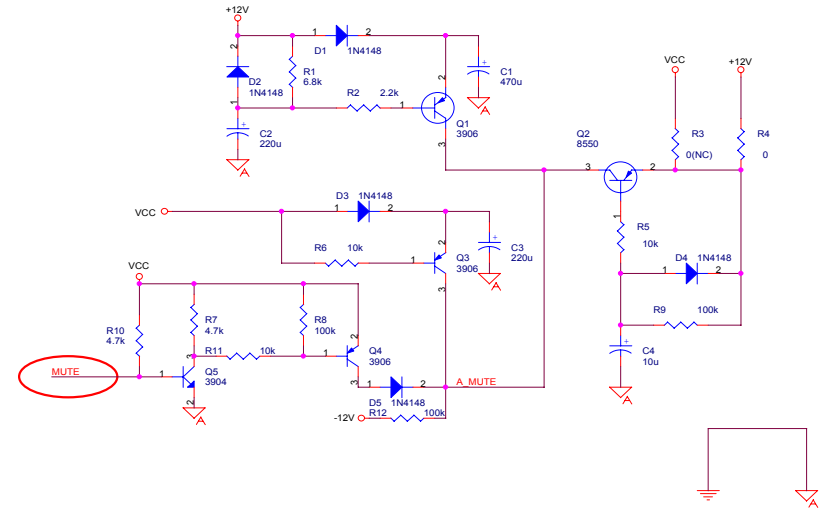 +12V
1
2
D1
1N4148
2
D2
1N4148
1
R1
6.8k
C1
470u
+
R2
2.2k
1
2
Q1
3906
3
C2
220u
+
A
A
VCC
+12V
Q2
8550
3
2
1
R3
0(NC)
R4
0
R5
10k
D4
1N4148
1
2
R9
100k
C4
10u
+
A
VCC
D3
1N4148
1
2
R6
10k
1
2
Q3
3906
3
C3
220u
+
A
VCC
R10
4.7k
R7
4.7k
R8
100k
R11
10k
1
2
Q4
3906
3
MUTE
1
3
Q5
3904
2
A
1
2
D5
1N4148
A_MUTE
-12V
R12
100k
A